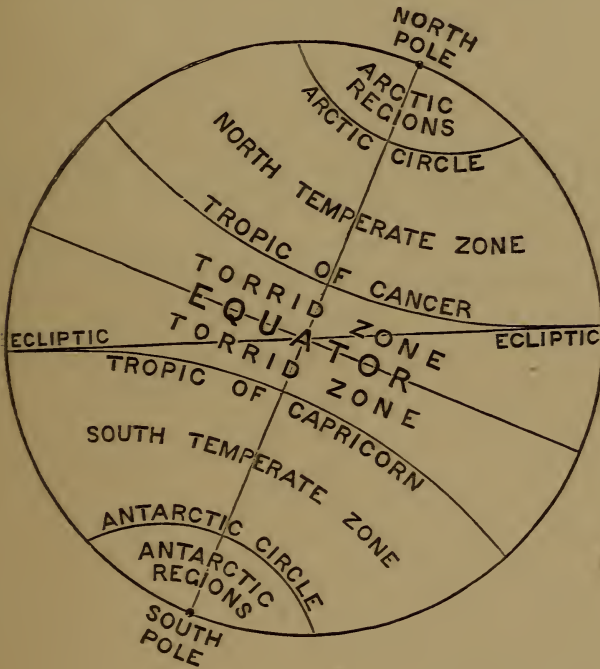 NORTH
POLE
ARCTIC
REGIONS
ARCTIC CIRCLE
NORTH TEMPERATE ZONE
TROPIC OF CANCER
TORRID ZONE
EQUATOR
ECLIPTIC
ECLIPTIC
TORRID ZONE
TROPIC OF CAPRICORN
SOUTH TEMPERATE ZONE
ANTARCTIC CIRCLE
ANTARCTIC
REGIONS
SOUTH
POLE